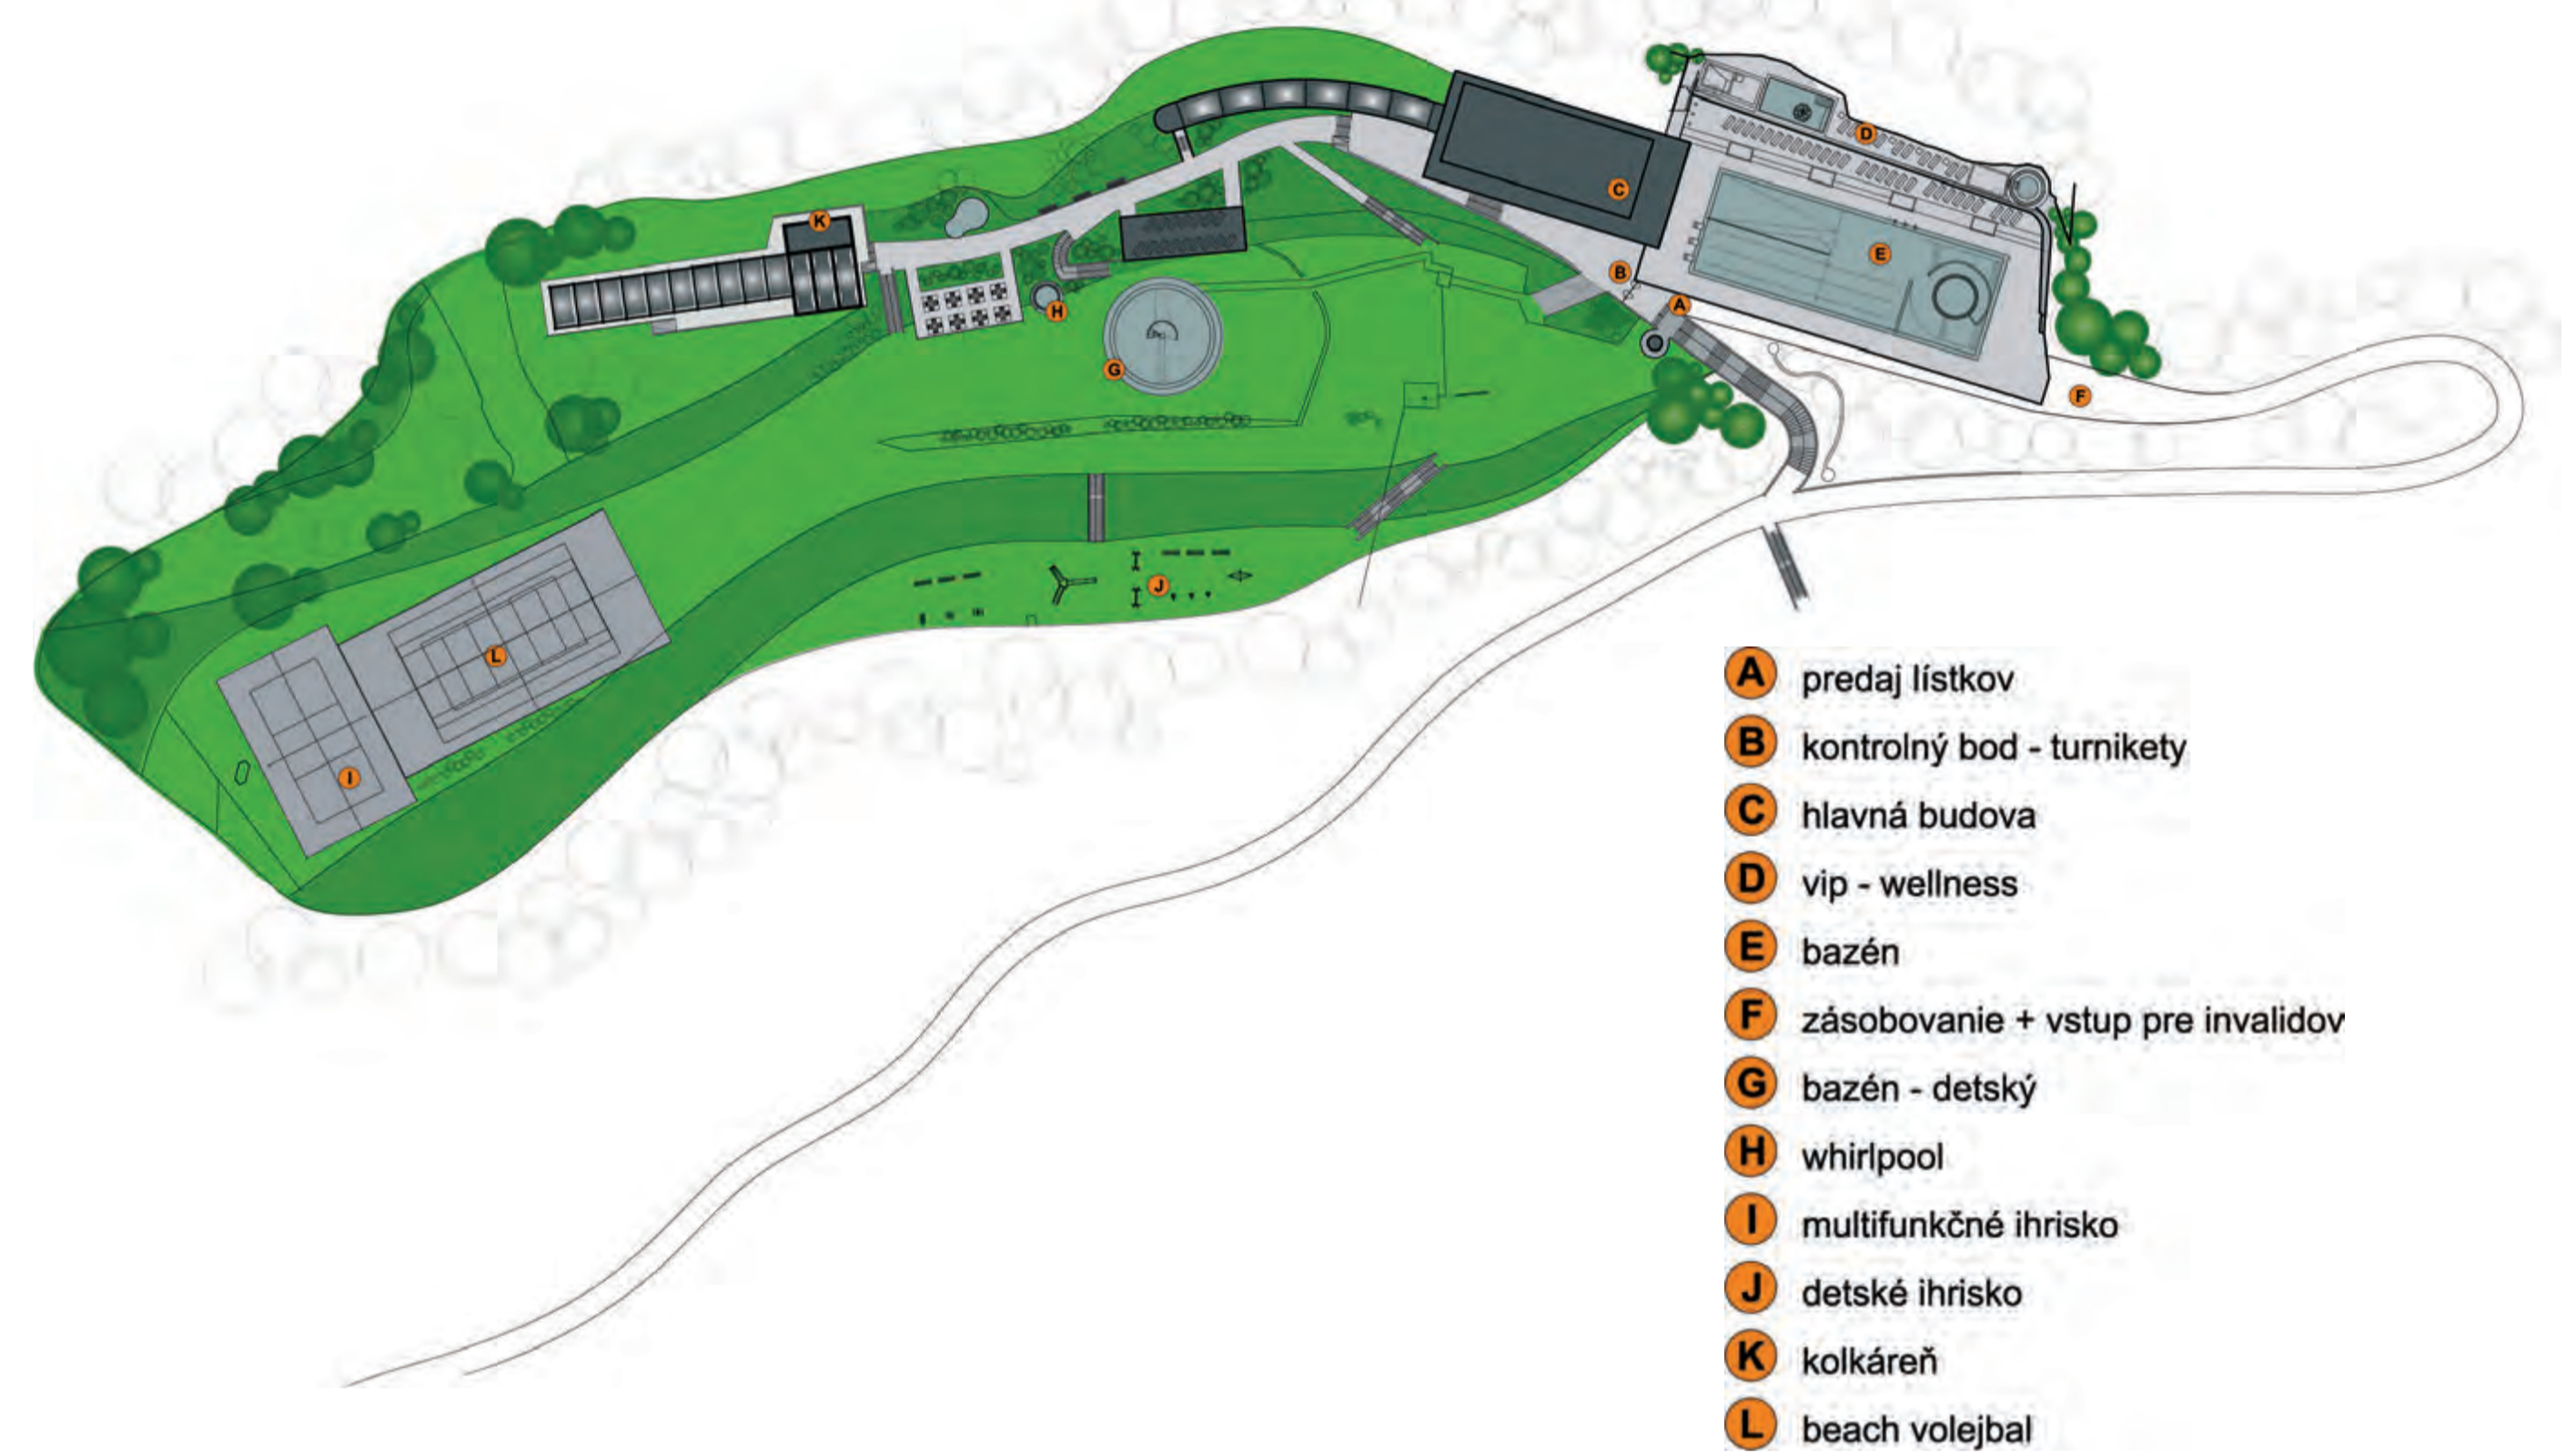 K
D
C
E
B
A
H
G
F
J
L
I
A predaj lístkov
B kontrolný bod - turnikety
C hlavná budova
D vip - wellness
E bazén
F zásobovanie + vstup pre invalidov
G bazén - detský
H whirlpool
I multifunkčné ihrisko
J detské ihrisko
K kolkáreň
L beach volejbal